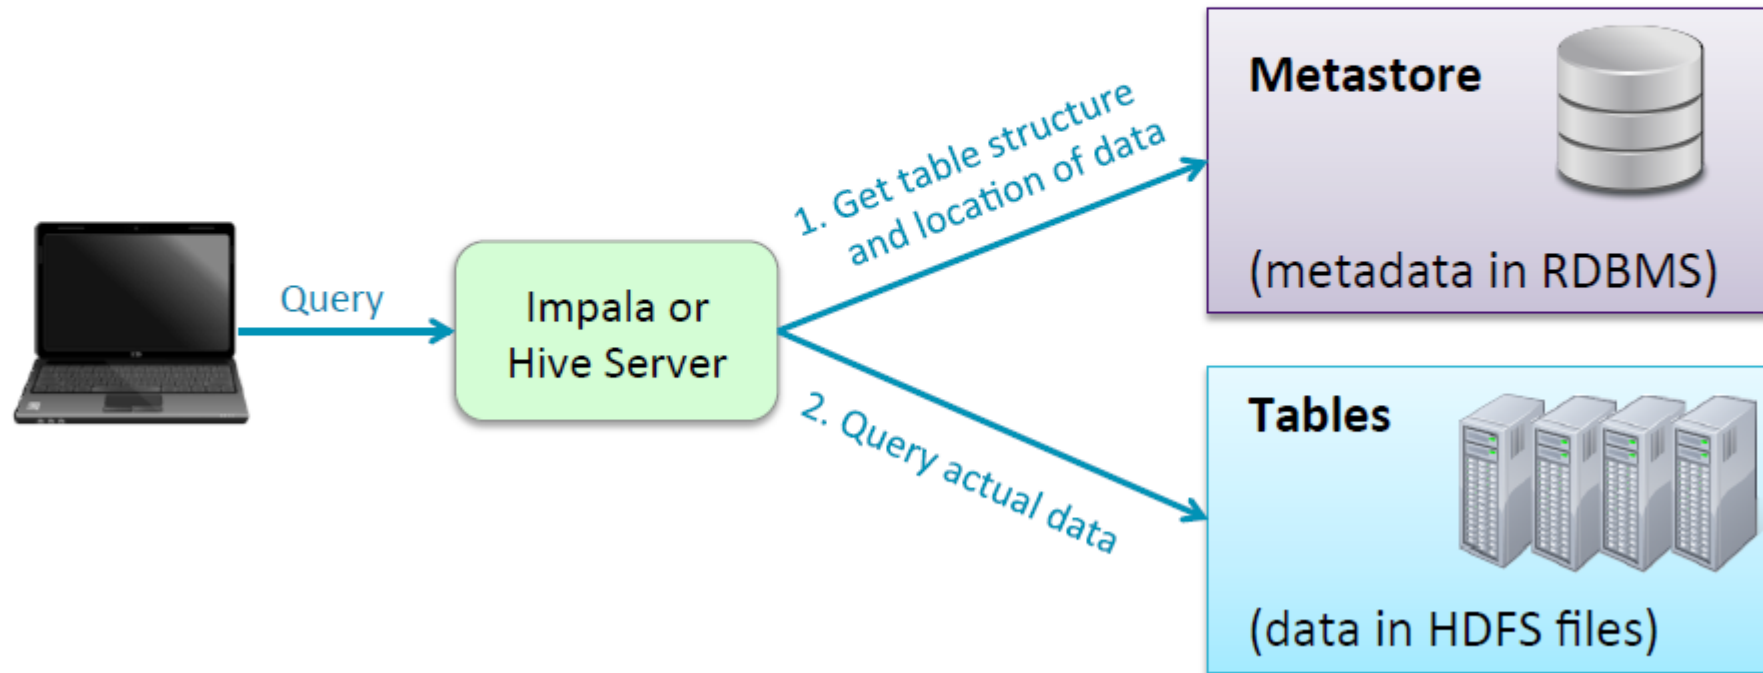 Query
Impala or
Hive Server
1. Get table structure
and location of data
2. Query actual data
Metastore
(metadata in RDBMS)
Tables
(data in HDFS files)